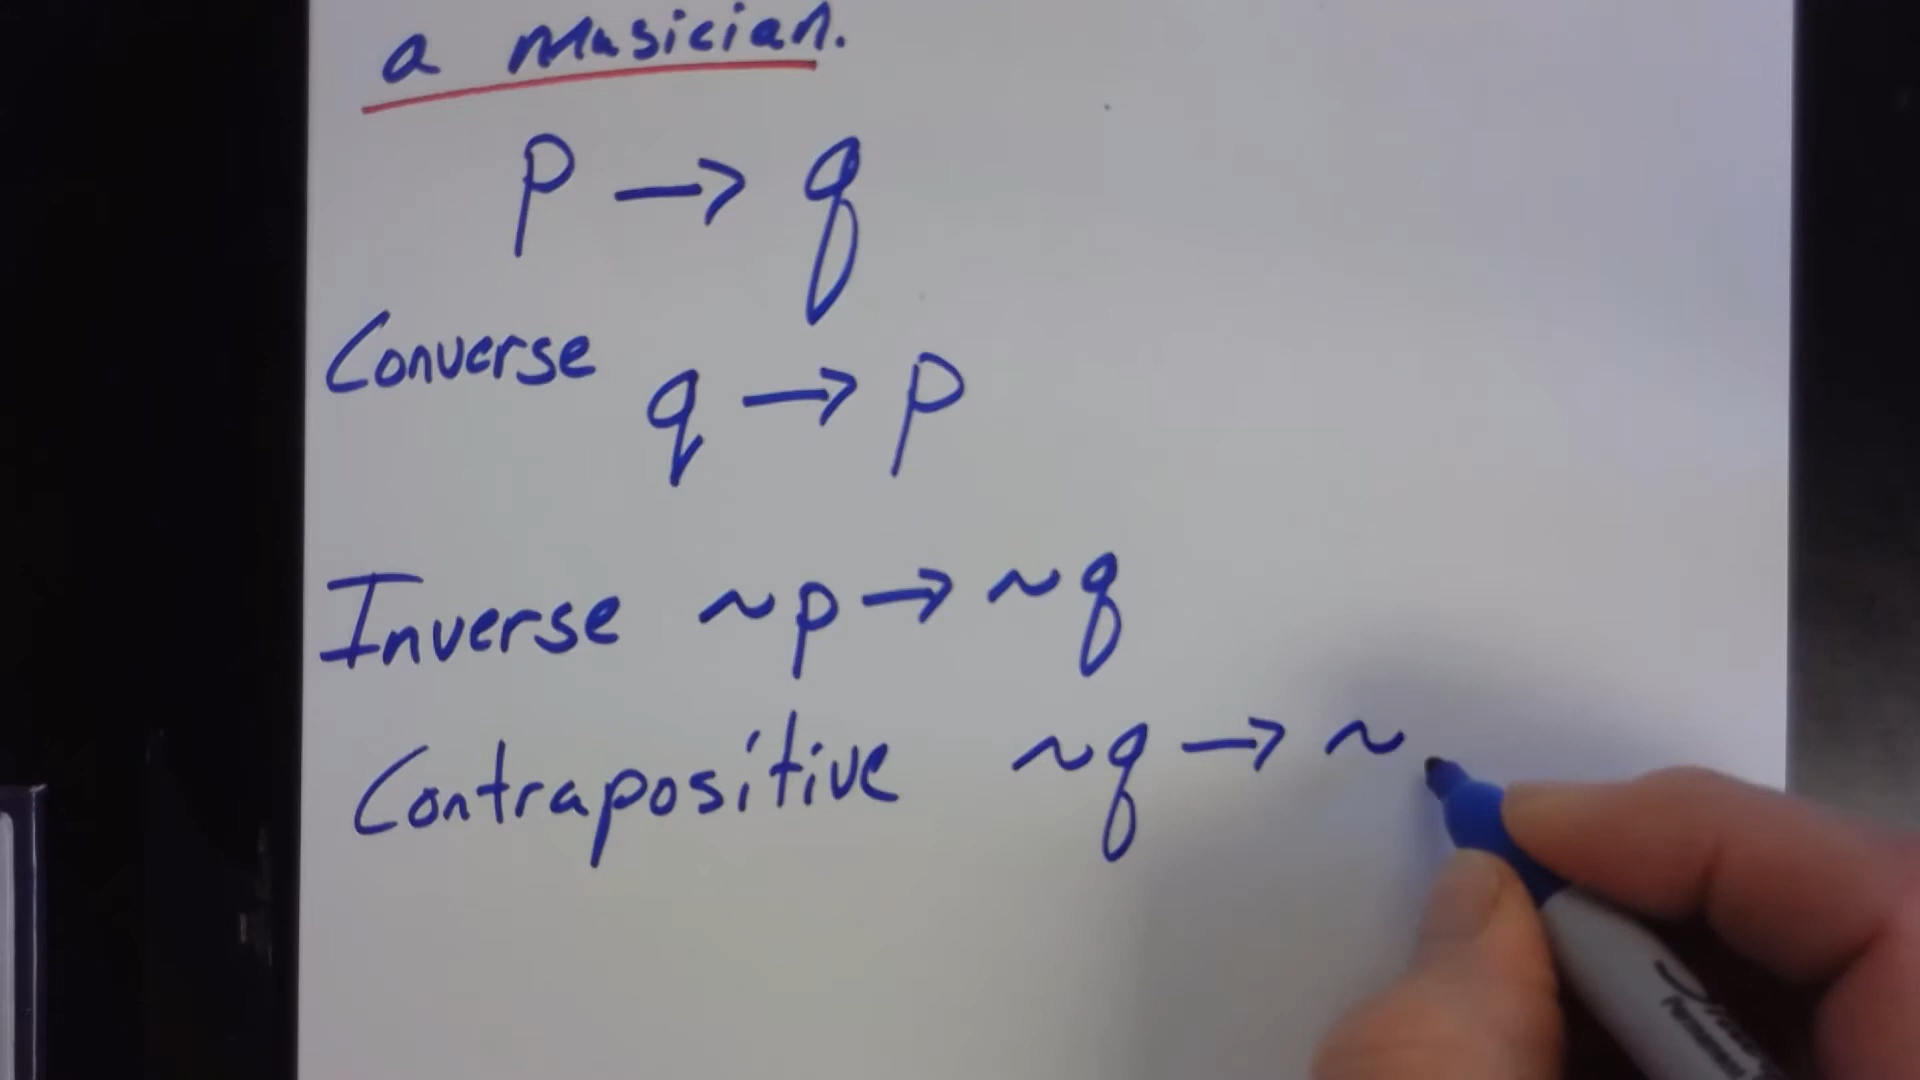 a musician.
p → q
Converse
q → p
Inverse ~p → ~q
Contrapositive ~q → ~